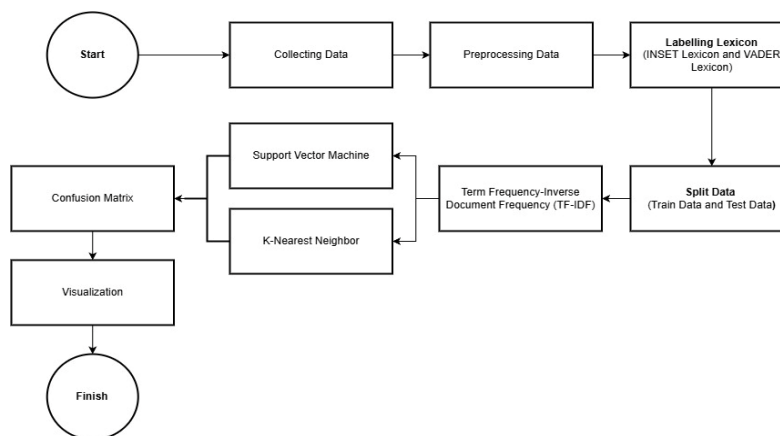 Start
Collecting Data
Preprocessing Data
Labelling Lexicon
(INSET Lexicon and VADER
Lexicon)
Split Data
(Train Data and Test Data)
Term Frequency-Inverse
Document Frequency (TF-IDF)
Support Vector Machine
K-Nearest Neighbor
Confusion Matrix
Visualization
Finish